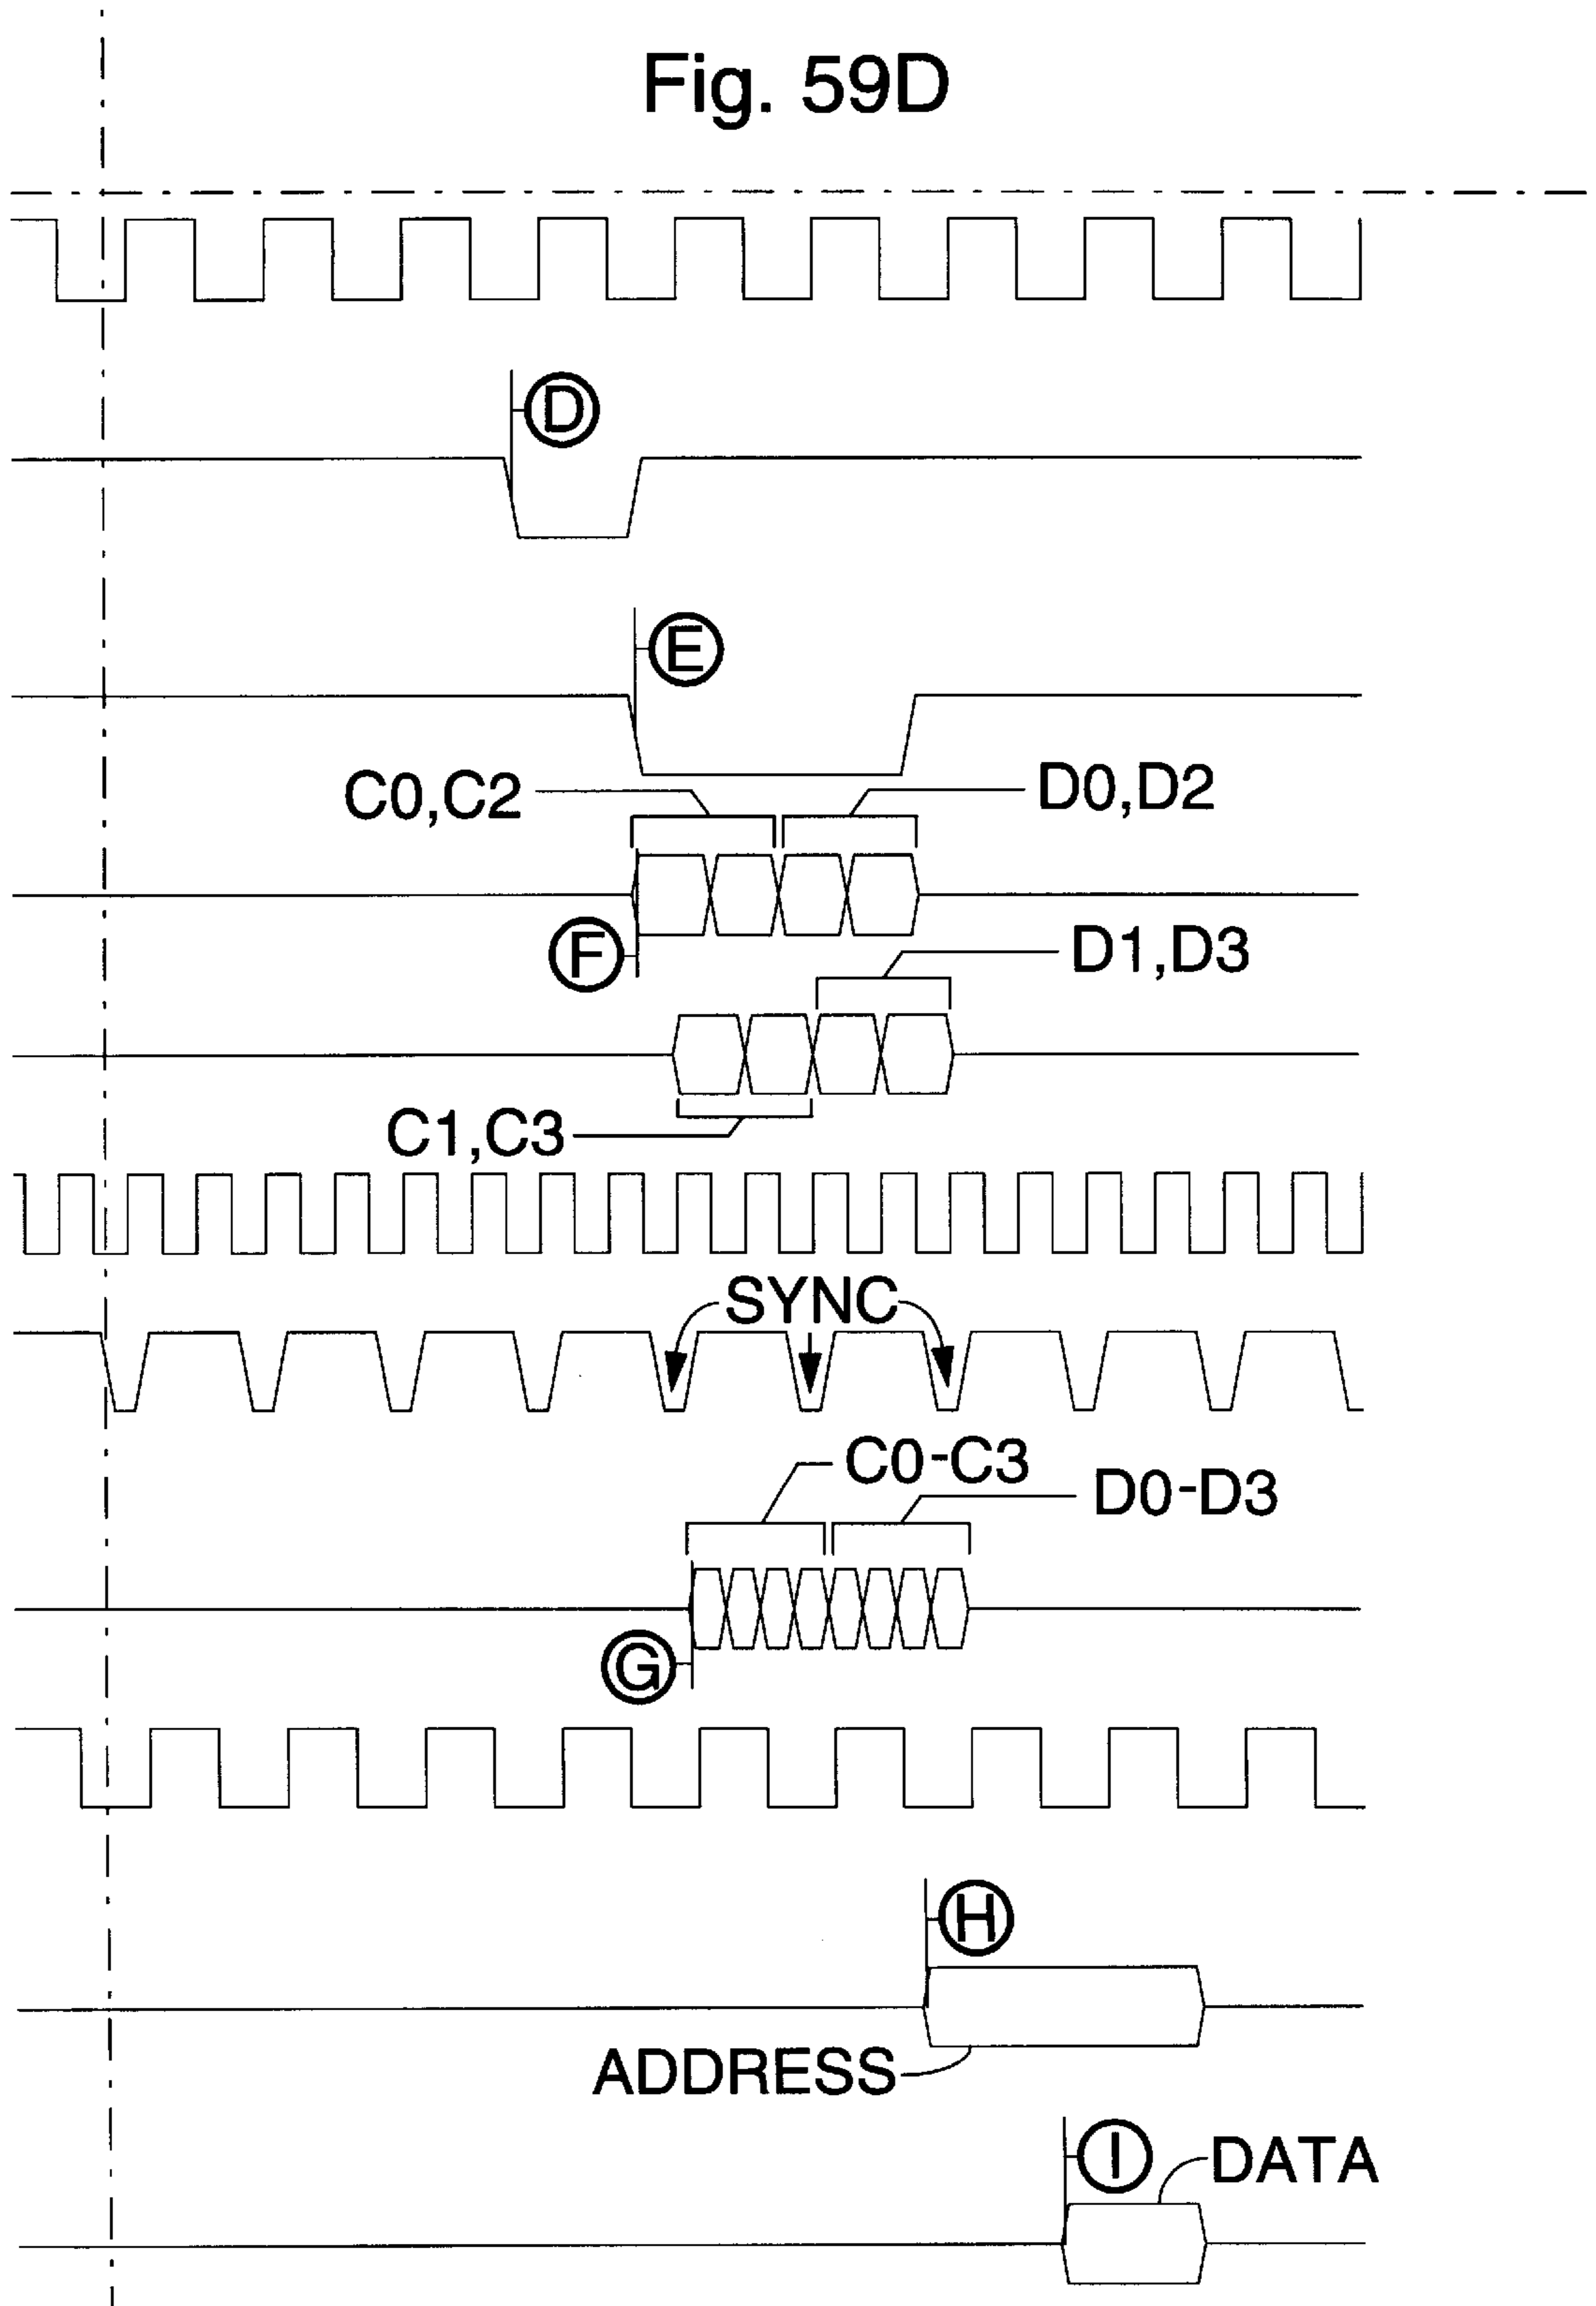 Fig. 59D
D
E
C0,C2
D0,D2
F
D1,D3
C1,C3
SYNC
C0-C3
D0-D3
G
H
ADDRESS
I
DATA